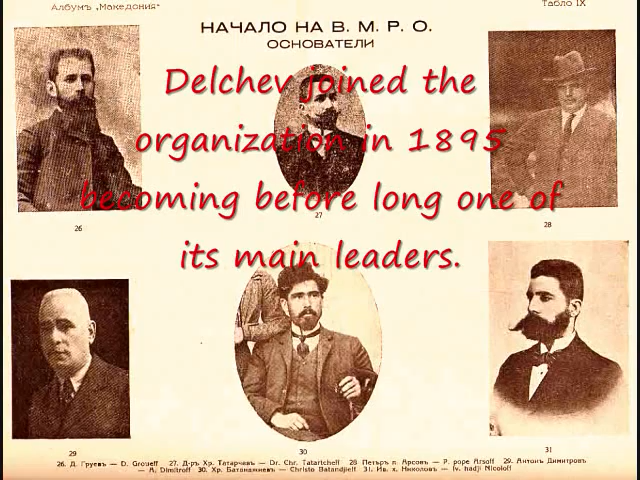 Албумъ „Македония"
Табло IX
НАЧАЛО НА В. М. Р. О.
ОСНОВАТЕЛИ
Delchev joined the
organization in 1895
becoming before long one of
its main leaders.
26
27
28
29
30
31
26. Д. Груевъ — D. Groueff 27. Д-ръ Хр. Татарчевъ — Dr. Chr. Tatartcheff 28 Петъръ п. Арсовъ — P. pope Arsoff 29. Антонъ Димитровъ
— A. Dimitroff 30. Хр. Батанджиевъ — Christo Batandjieff 31. Ив. х. Николовъ — Iv. hadji Nicoloff